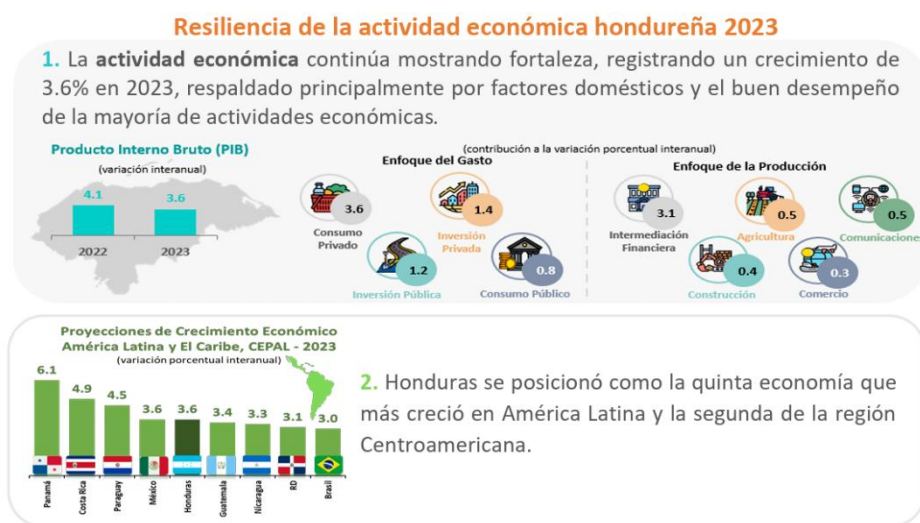 Resiliencia de la actividad económica hondureña 2023
1. La actividad económica continúa mostrando fortaleza, registrando un crecimiento de
3.6% en 2023, respaldado principalmente por factores domésticos y el buen desempeño
de la mayoría de actividades económicas.
Producto Interno Bruto (PIB)
(variación interanual)
4.1
3.6
2022
2023
(contribución a la variación porcentual interanual)
Enfoque del Gasto
3.6
Consumo
Privado
1.4
Inversión
Privada
1.2
Inversión Pública
0.8
Consumo Público
Enfoque de la Producción
3.1
Intermediación
Financiera
0.5
Agricultura
0.5
Comunicacione
0.4
Construcción
0.3
Comercio
Proyecciones de Crecimiento Económico
América Latina y El Caribe, CEPAL - 2023
(variación porcentual interanual)
6.1
4.9
4.5
3.6
3.6
3.4
3.3
3.1
3.0
Panamá
Costa Rica
Paraguay
México
Honduras
Guatemala
Nicaragua
RD
Brasil
2. Honduras se posicionó como la quinta economía que
más creció en América Latina y la segunda de la región
Centroamericana.